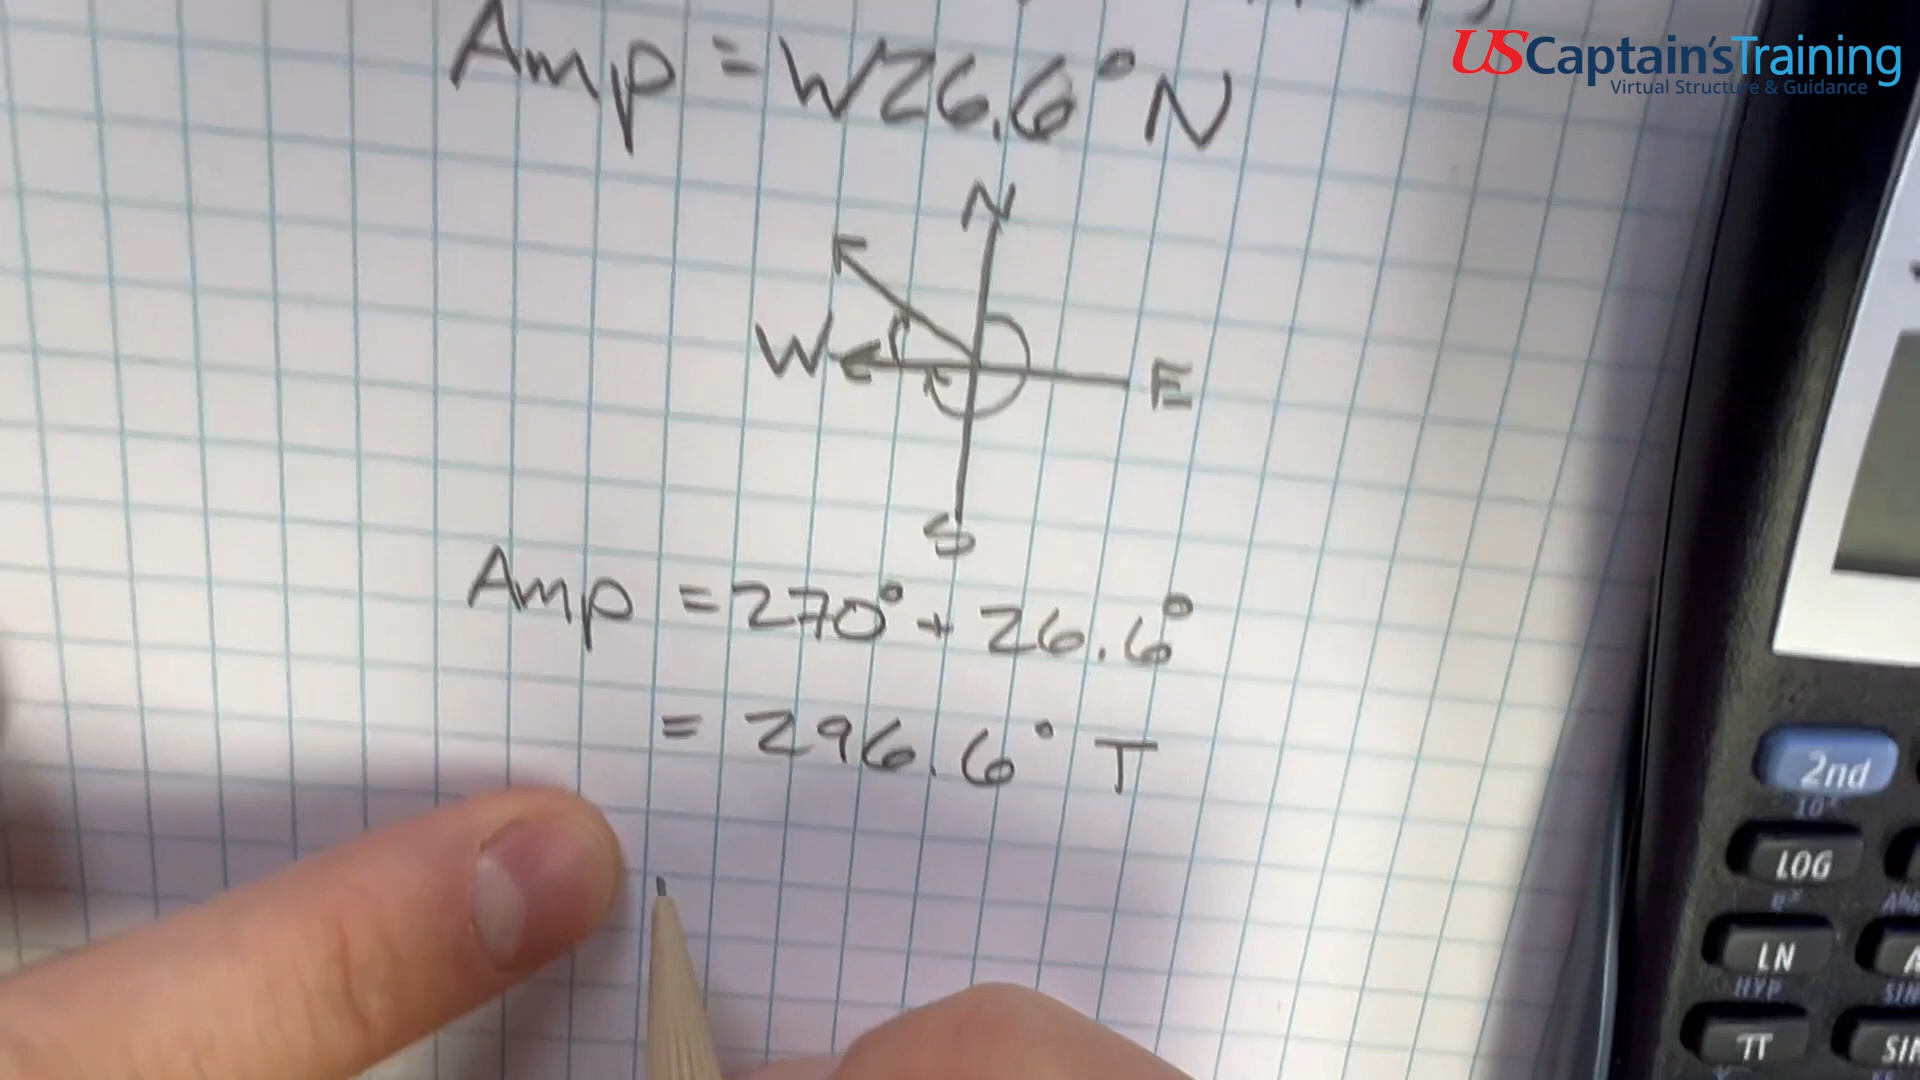 USCaptain'sTraining
Virtual Structure & Guidance
Amp = W26.6° N
N
W
E
S
Amp = 270° + 26.6°
= 296.6° T
2nd
LOG
LN
HYP
π